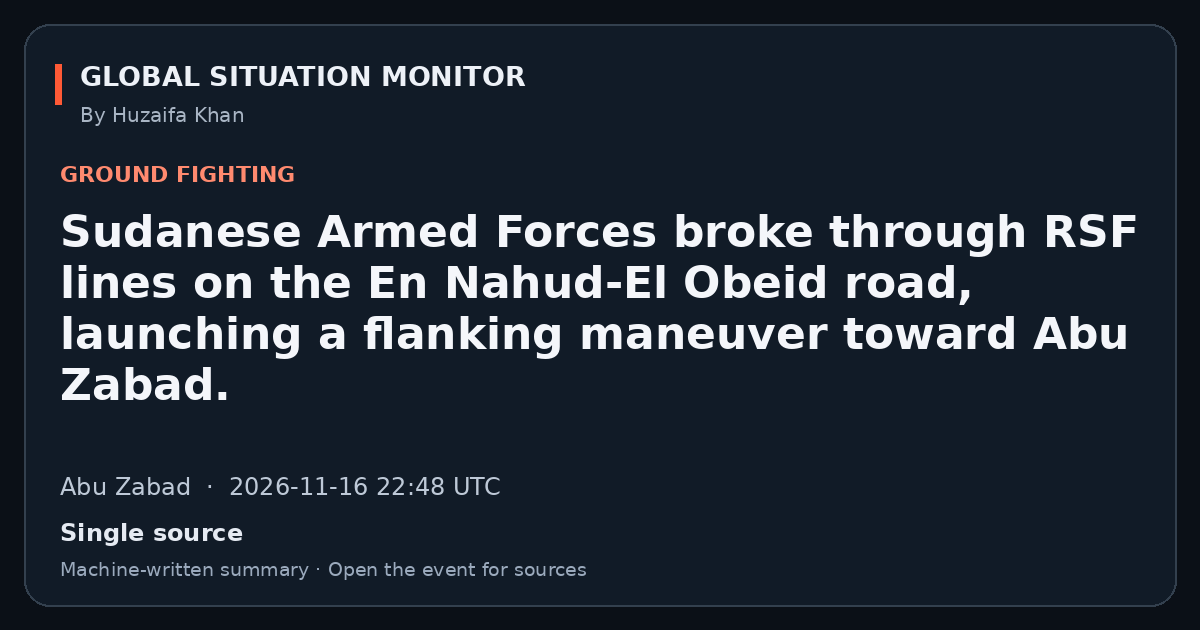 GLOBAL SITUATION MONITOR
By Huzaifa Khan
GROUND FIGHTING
Sudanese Armed Forces broke through RSF
lines on the En Nahud-El Obeid road,
launching a flanking maneuver toward Abu
Zabad.
Abu Zabad · 2026-11-16 22:48 UTC
Single source
Machine-written summary · Open the event for sources